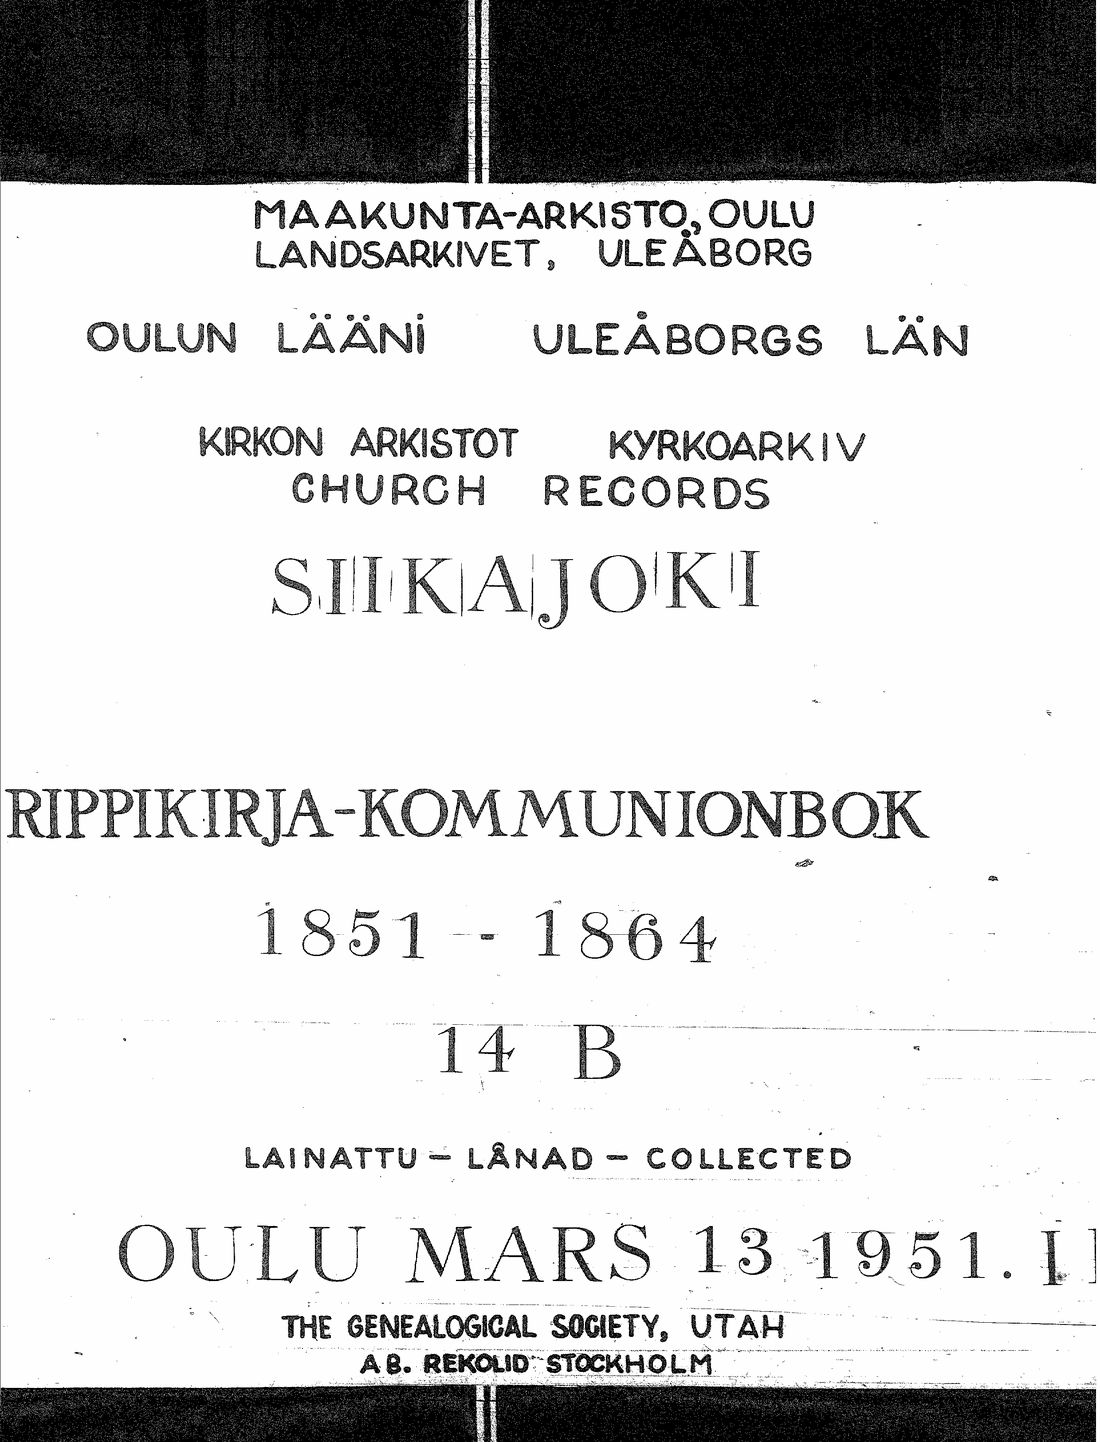 MAAKUNTA-ARKISTO, OULU
LANDSARKIVET, ULEÅBORG
OULUN LÄÄNI ULEÅBORGS LÄN
KIRKON ARKISTOT KYRKOARKIV
CHURCH RECORDS
SIIKAJOKI
RIPPIKIRJA-KOMMUNIONBOK
1851 - 1864
14 B
LAINATTU - LÅNAD - COLLECTED
OULU MARS 13 1951.
THE GENEALOGICAL SOCIETY, UTAH
AB. REKOLID STOCKHOLM